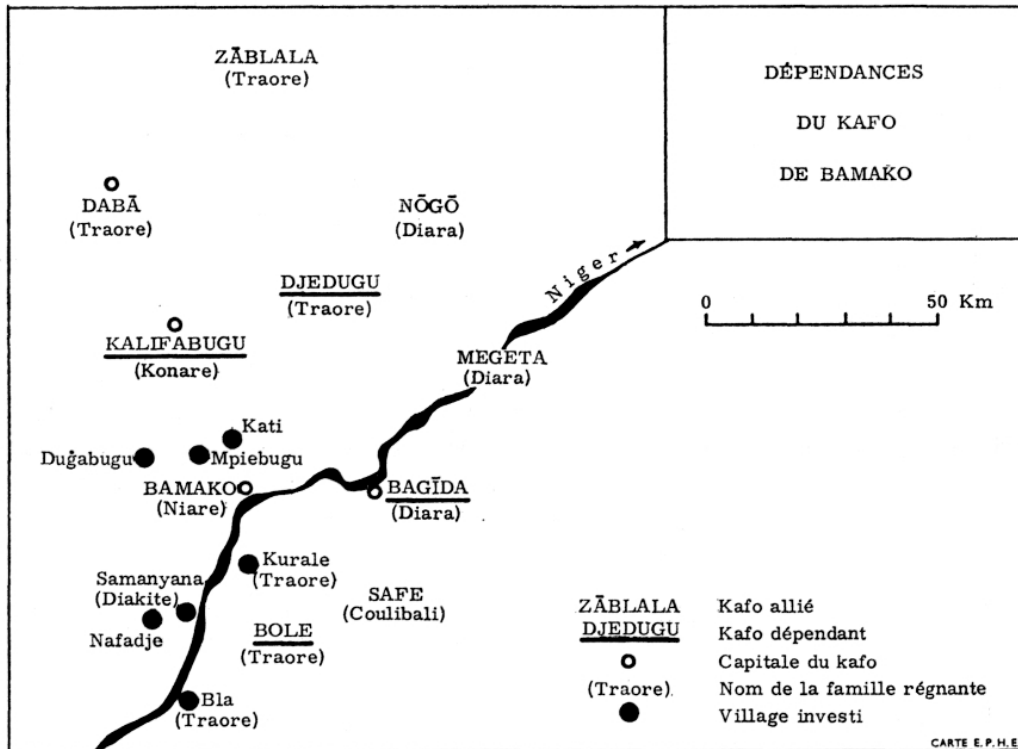 ZĀBLALA
(Traore)
DÉPENDANCES
DU KAFO
DE BAMAKO
DABĀ
(Traore)
NŌGŌ
(Diara)
Niger
DJEDUGU
(Traore)
0 50 Km
KALIFABUGU
(Konare)
MEGETA
(Diara)
Kati
Duġabugu
Mpiebugu
BAMAKO
(Niare)
BAGĪDA
(Diara)
Kurale
(Traore)
Samanyana
(Diakite)
Nafadje
SAFE
(Coulibali)
BOLE
(Traore)
Bla
(Traore)
ZĀBLALA Kafo allié
DJEDUGU Kafo dépendant
Capitale du kafo
(Traore) Nom de la famille régnante
Village investi
CARTE E.P.H.E